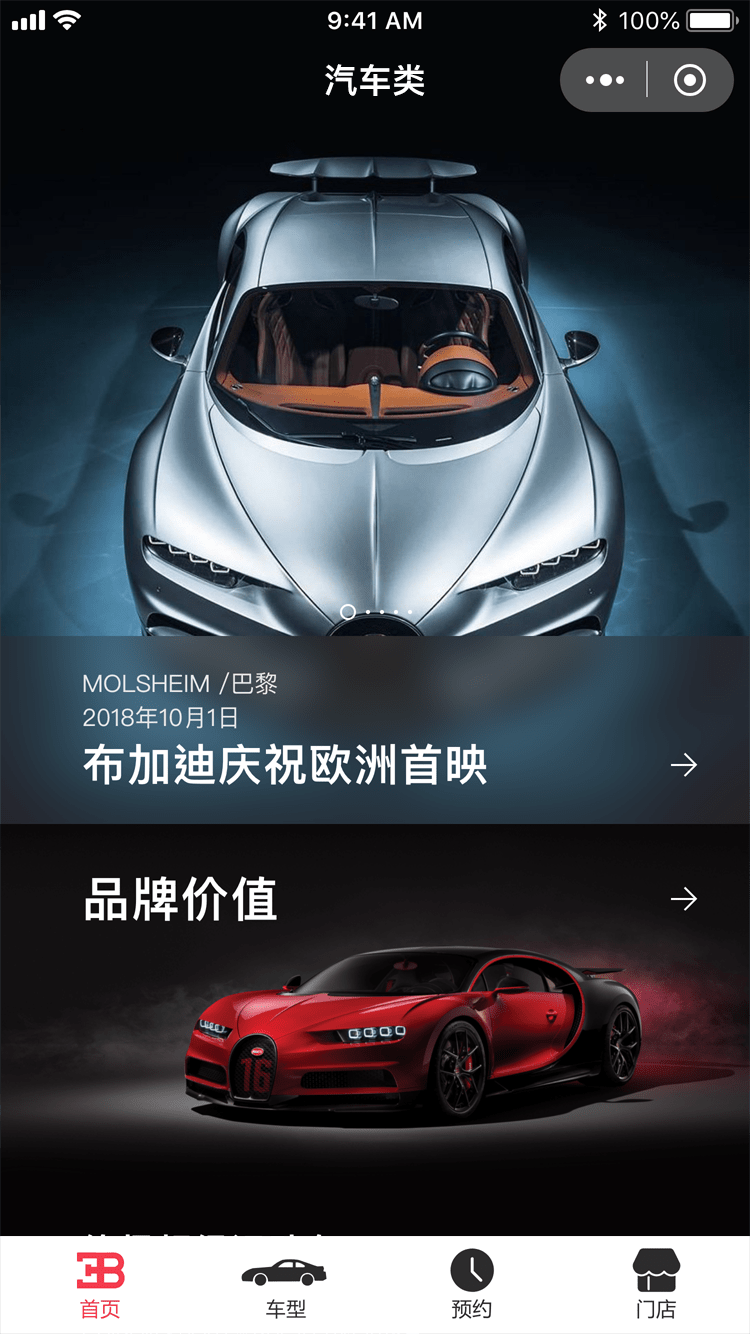 9:41 AM
100%
汽车类
MOLSHEIM /巴黎
2018年10月1日
布加迪庆祝欧洲首映
品牌价值
16
首页
车型
预约
门店